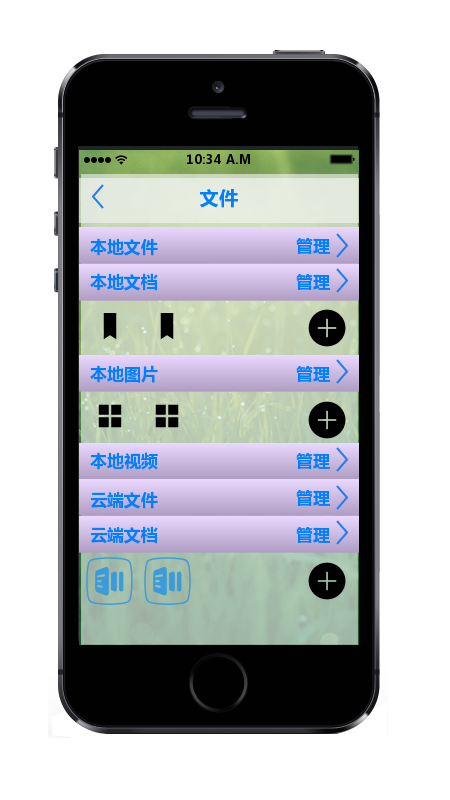 10:34 A.M
文件
本地文件 管理
本地文档 管理
本地图片 管理
本地视频 管理
云端文件 管理
云端文档 管理